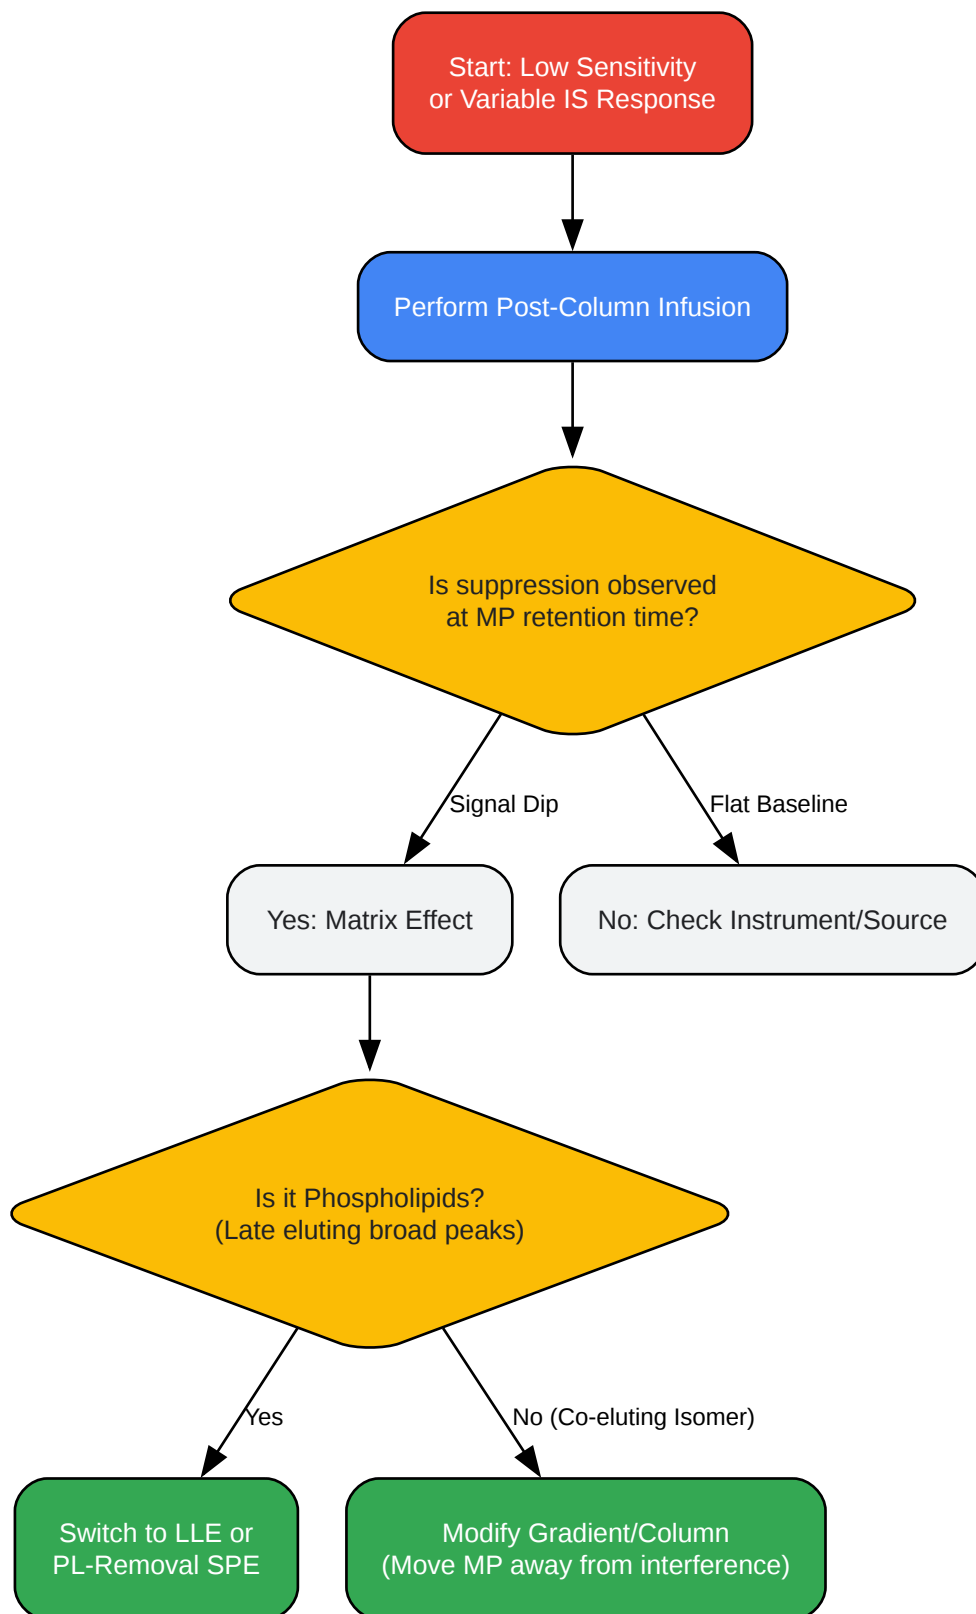 Start: Low Sensitivity
or Variable IS Response
Perform Post-Column Infusion
Is suppression observed
at MP retention time?
Signal Dip
Flat Baseline
Yes: Matrix Effect
No: Check Instrument/Source
Is it Phospholipids?
(Late eluting broad peaks)
Yes
No (Co-eluting Isomer)
Switch to LLE or
PL-Removal SPE
Modify Gradient/Column
(Move MP away from interference)